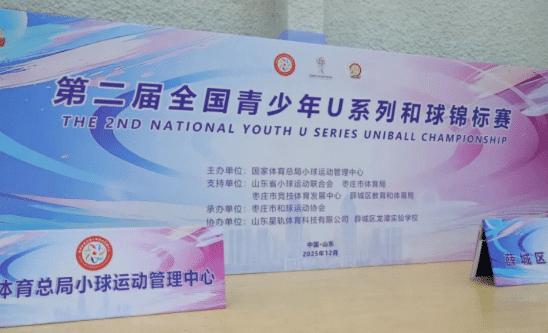 第二届全国青少年U系列和球锦标赛
THE 2ND NATIONAL YOUTH U SERIES UNIBALL CHAMPIONSHIP
主办单位：国家体育总局小球运动管理中心
支持单位：山东省小球运动联合会 枣庄市体育局
枣庄市竞技体育发展中心 薛城区教育和体育局
承办单位：枣庄市和球运动协会
协办单位：山东星轨体育科技有限公司 薛城区龙潭实验学校
中国·山东
2025年12月
体育总局小球运动管理中心
薛城区